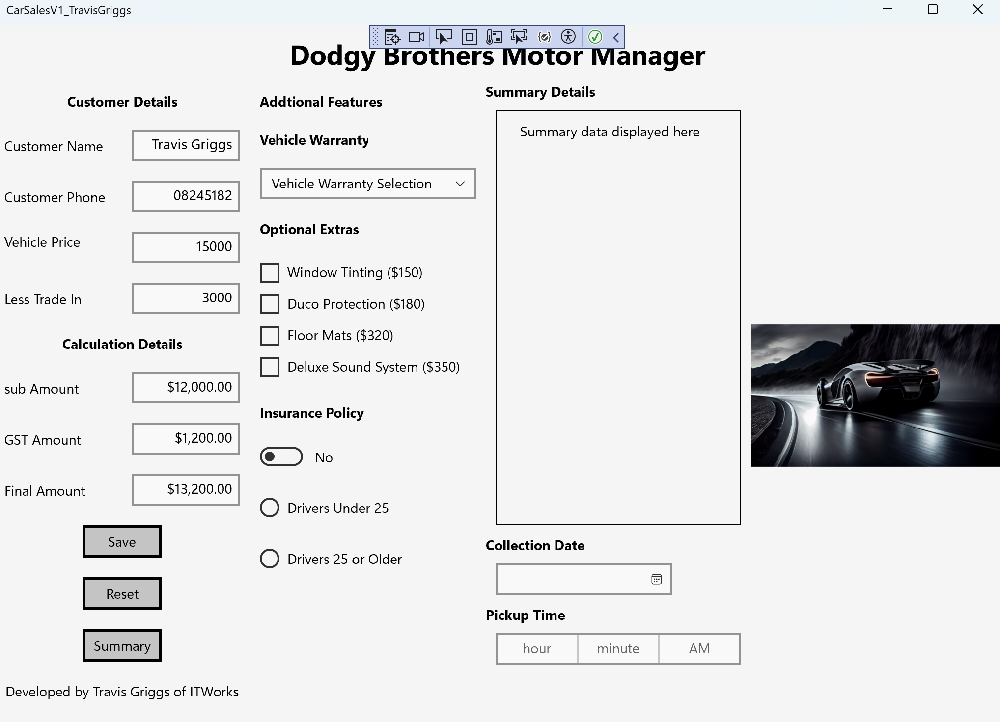 CarSalesV1_TravisGriggs
Dodgy Brothers Motor Manager
Customer Details
Customer Name
Travis Griggs
Customer Phone
08245182
Vehicle Price
15000
Less Trade In
3000
Calculation Details
sub Amount
$12,000.00
GST Amount
$1,200.00
Final Amount
$13,200.00
Save
Reset
Summary
Developed by Travis Griggs of ITWorks
Addtional Features
Vehicle Warranty
Vehicle Warranty Selection
Optional Extras
Window Tinting ($150)
Duco Protection ($180)
Floor Mats ($320)
Deluxe Sound System ($350)
Insurance Policy
No
Drivers Under 25
Drivers 25 or Older
Summary Details
Summary data displayed here
Collection Date
Pickup Time
hour
minute
AM